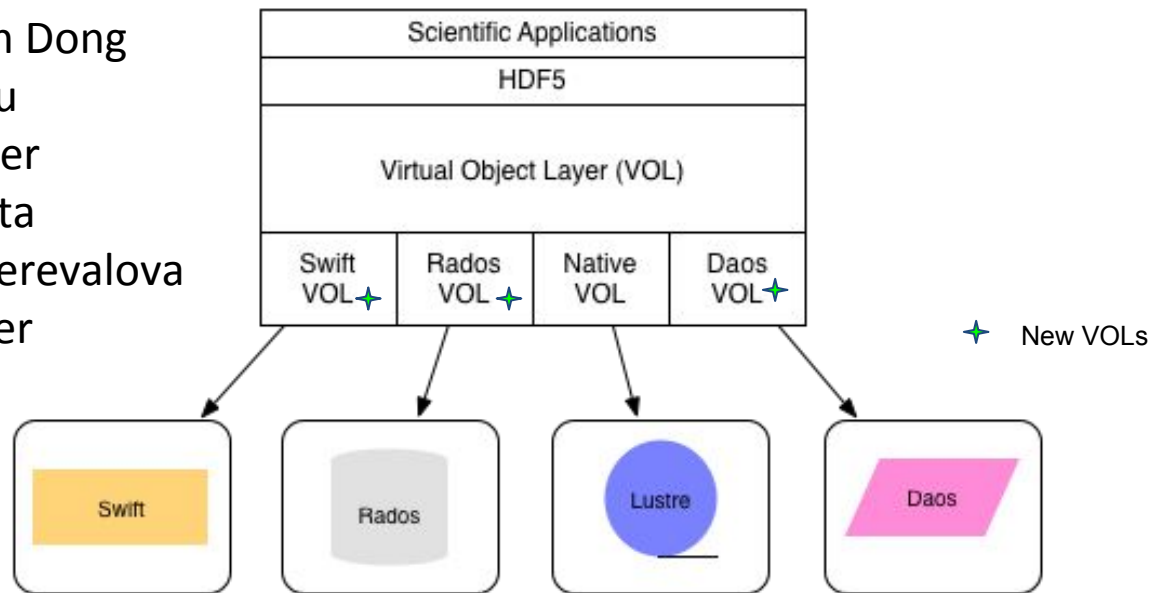 n Dong
u
er
ta
erevalova
er
Scientific Applications
HDF5
Virtual Object Layer (VOL)
Swift
VOL
Rados
VOL
Native
VOL
Daos
VOL
New VOLs
Swift
Rados
Lustre
Daos